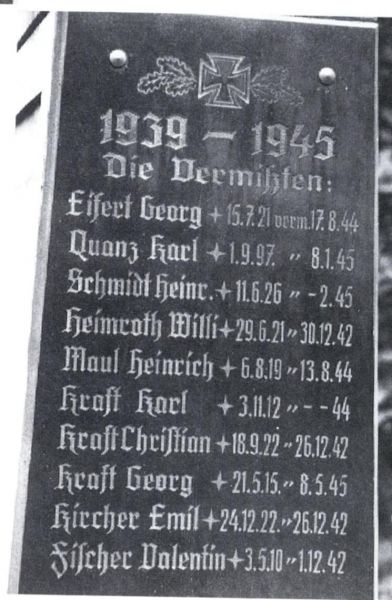 1939 – 1945
Die Vermißten:
Eifert Georg + 15.7.21 verm. 17.8.44
Quanz Karl + 1.9.97. " 8.1.45
Schmidt Heinr. + 11.6.26 " – 2.45
Heimroth Willi + 29.6.21 " 30.12.42
Maul Heinrich + 6.8.19 " 13.8.44
Kraft Karl + 3.11.12 " – – 44
Kraft Christian + 18.9.22 " 26.12.42
Kraft Georg + 21.5.15. " 8.5.45
Kircher Emil + 24.12.22. " 26.12.42
Fischer Valentin + 3.5.10 " 1.12.42